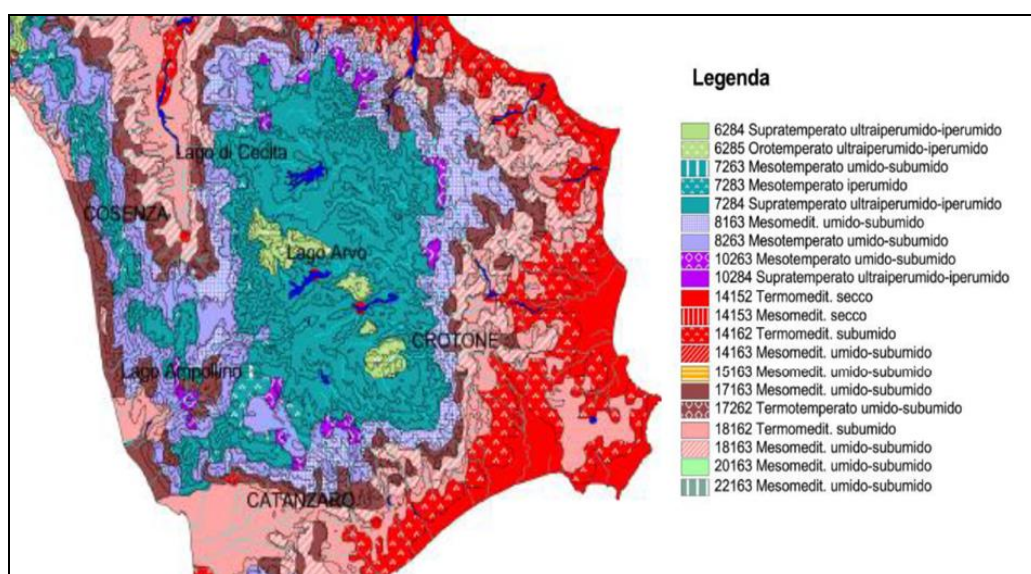 Lago di Cecita
COSENZA
Lago Arvo
CROTONE
Lago Ampollino
CATANZARO
Legenda
6284 Supratemperato ultraiperumido-iperumido
6285 Orotemperato ultraiperumido-iperumido
7263 Mesotemperato umido-subumido
7283 Mesotemperato iperumido
7284 Supratemperato ultraiperumido-iperumido
8163 Mesomedit. umido-subumido
8263 Mesotemperato umido-subumido
10263 Mesotemperato umido-subumido
10284 Supratemperato ultraiperumido-iperumido
14152 Termomedit. secco
14153 Mesomedit. secco
14162 Termomedit. subumido
14163 Mesomedit. umido-subumido
15163 Mesomedit. umido-subumido
17163 Mesomedit. umido-subumido
17262 Termotemperato umido-subumido
18162 Termomedit. subumido
18163 Mesomedit. umido-subumido
20163 Mesomedit. umido-subumido
22163 Mesomedit. umido-subumido